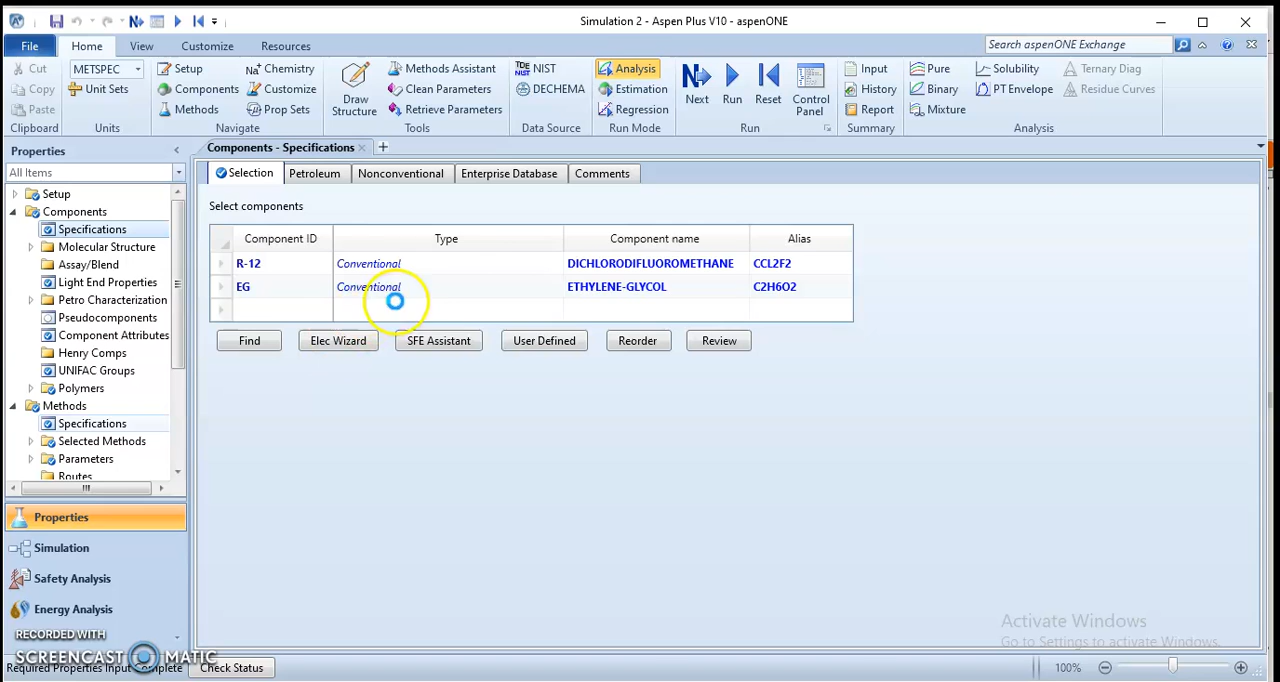 Simulation 2 - Aspen Plus V10 - aspenONE
File Home View Customize Resources Search aspenONE Exchange
Cut METSPEC Setup Chemistry Methods Assistant NIST Analysis Input Pure Solubility Ternary Diag
Copy Unit Sets Components Customize Clean Parameters DECHEMA Estimation History Binary PT Envelope Residue Curves
Paste Methods Prop Sets Draw Structure Retrieve Parameters Regression Next Run Reset Control Panel Report Mixture
Clipboard Units Navigate Tools Data Source Run Mode Run Summary Analysis
Properties
Components - Specifications
All Items
Setup
Components
Specifications
Molecular Structure
Assay/Blend
Light End Properties
Petro Characterization
Pseudocomponents
Component Attributes
Henry Comps
UNIFAC Groups
Polymers
Methods
Specifications
Selected Methods
Parameters
Routes
Properties
Simulation
Safety Analysis
Energy Analysis
Selection Petroleum Nonconventional Enterprise Database Comments
Select components
Component ID Type Component name Alias
R-12 Conventional DICHLORODIFLUOROMETHANE CCL2F2
EG Conventional ETHYLENE-GLYCOL C2H6O2
Find Elec Wizard SFE Assistant User Defined Reorder Review
Activate Windows
Go to Settings to activate Windows.
RECORDED WITH
SCREENCAST MATIC
Required Properties Input Complete Check Status 100%